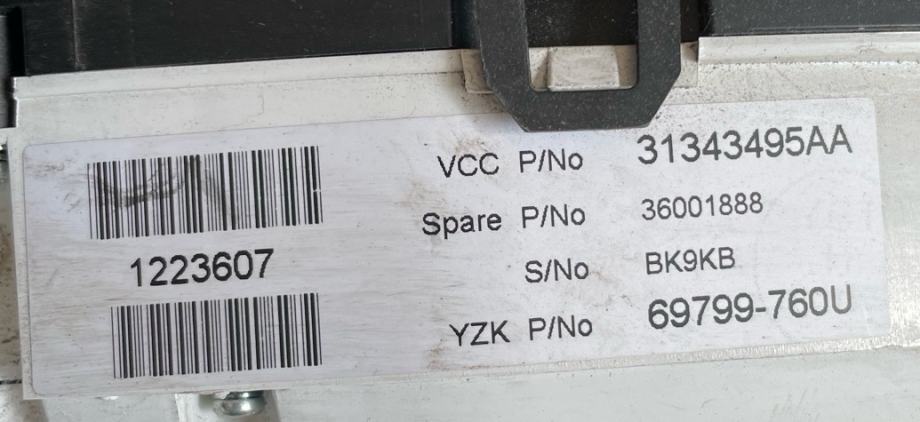 VCC P/No 31343495AA
Spare P/No 36001888
S/No BK9KB
YZK P/No 69799-760U
1223607